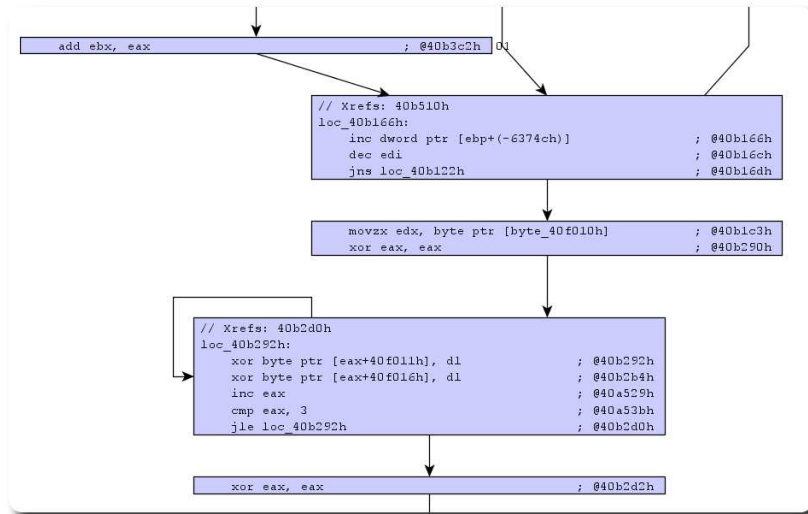 add ebx, eax ; @40b3c2h 01
// Xrefs: 40b510h
loc_40b166h:
inc dword ptr [ebp+(-6374ch)] ; @40b166h
dec edi ; @40b16ch
jns loc_40b122h ; @40b16dh
movzx edx, byte ptr [byte_40f010h] ; @40b1c3h
xor eax, eax ; @40b290h
// Xrefs: 40b2d0h
loc_40b292h:
xor byte ptr [eax+40f011h], dl ; @40b292h
xor byte ptr [eax+40f016h], dl ; @40b2b4h
inc eax ; @40a529h
cmp eax, 3 ; @40a53bh
jle loc_40b292h ; @40b2d0h
xor eax, eax ; @40b2d2h